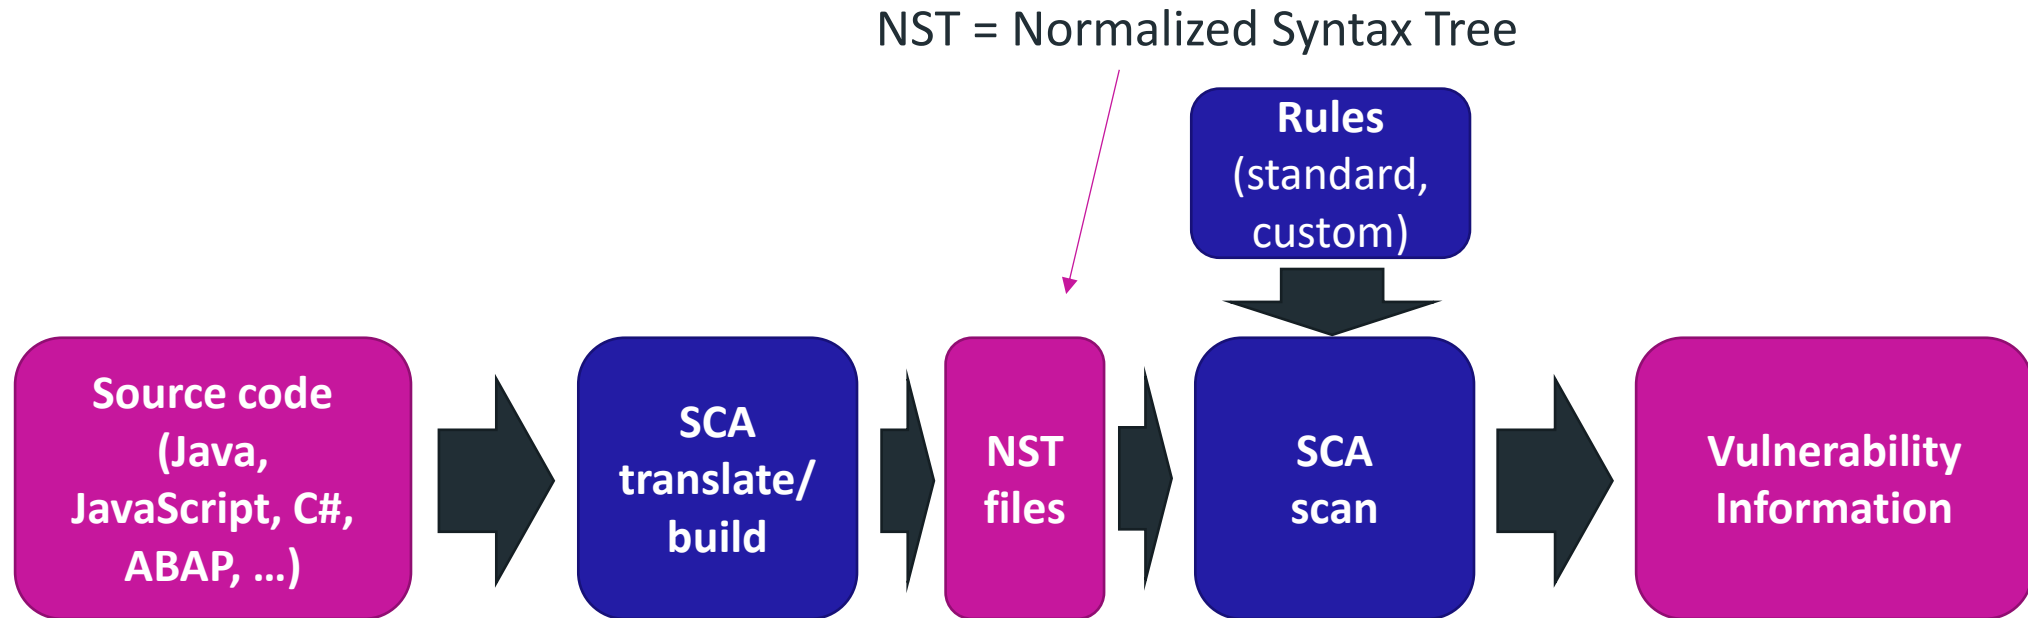 NST = Normalized Syntax Tree
Rules
(standard,
custom)
Source code
(Java,
JavaScript, C#,
ABAP, …)
SCA
translate/
build
NST
files
SCA
scan
Vulnerability
Information